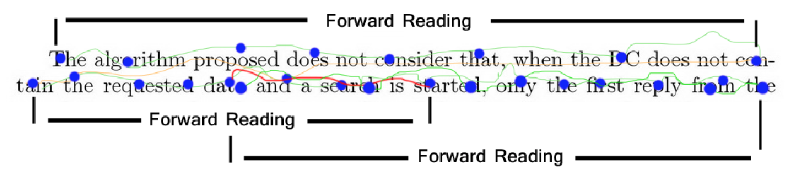 Forward Reading
The algorithm proposed does not consider that, when the DC does not con-
tain the requested data and a search is started, only the first reply from the
Forward Reading
Forward Reading